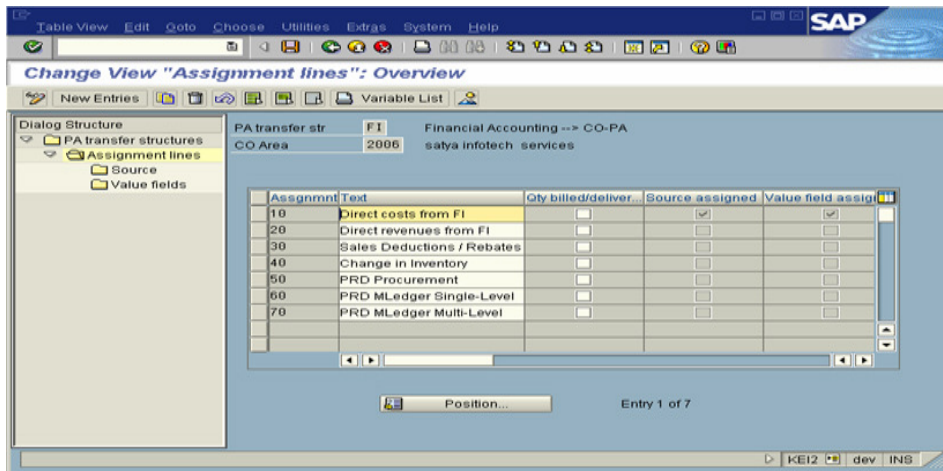 Table View Edit Goto Choose Utilities Extras System Help
SAP
Change View "Assignment lines": Overview
New Entries Variable List
Dialog Structure
PA transfer structures
Assignment lines
Source
Value fields
PA transfer str FI Financial Accounting --> CO-PA
CO Area 2006 satya infotech services
Assgnmnt Text Qty billed/deliver... Source assigned Value field assig
10 Direct costs from FI
20 Direct revenues from FI
30 Sales Deductions / Rebates
40 Change in Inventory
50 PRD Procurement
60 PRD MLedger Single-Level
70 PRD MLedger Multi-Level
Position... Entry 1 of 7
KEI2 dev INS